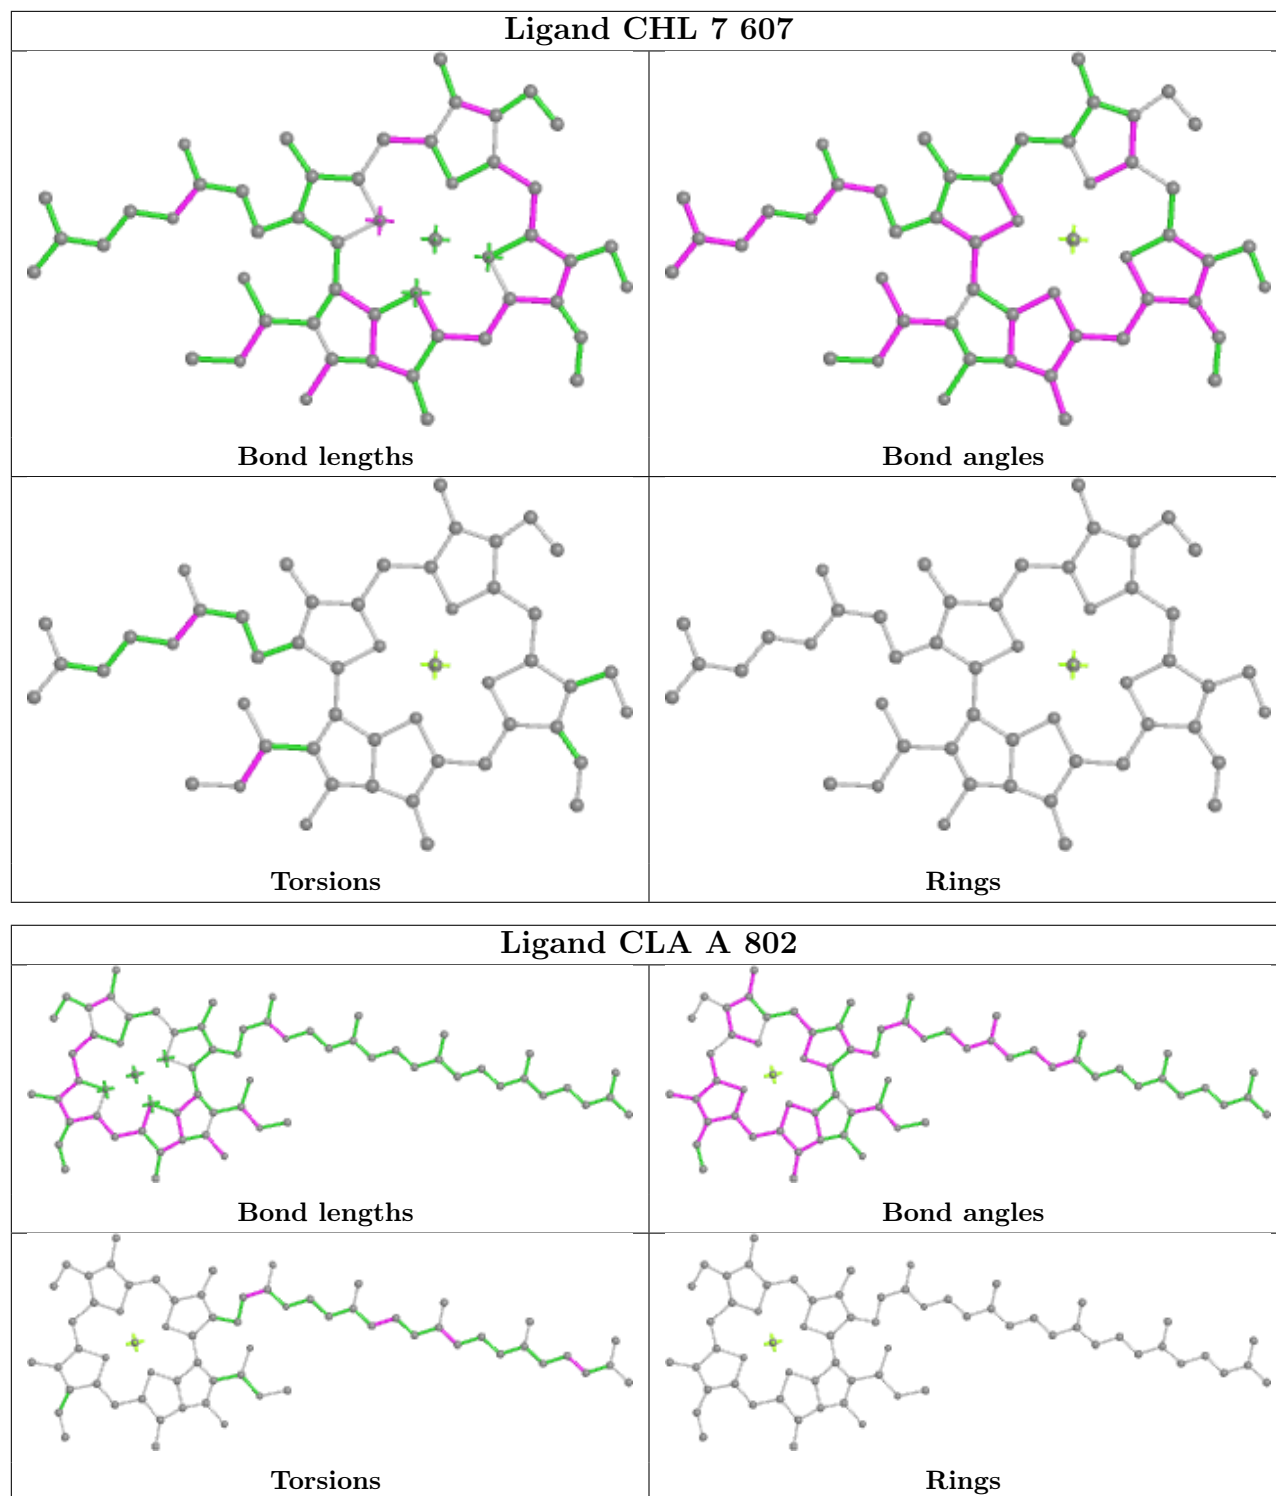 Ligand CHL 7 607
Bond lengths
Bond angles
Torsions
Rings
Ligand CLA A 802
Bond lengths
Bond angles
Torsions
Rings